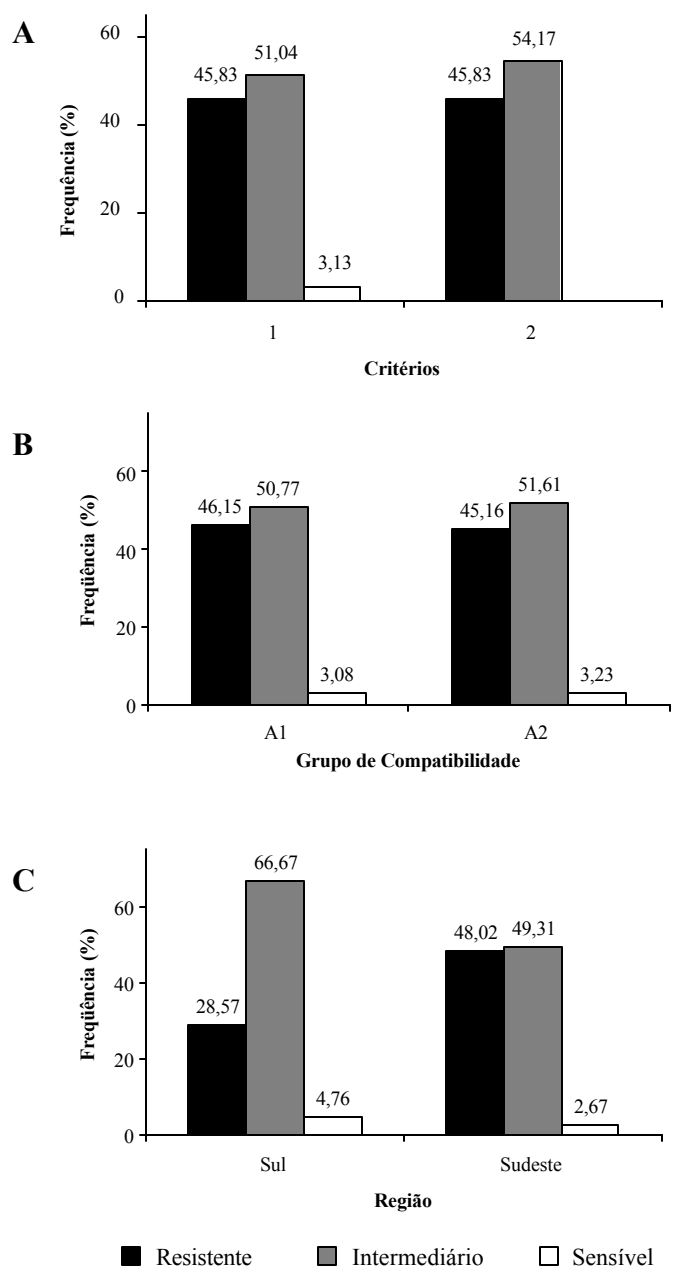 A
Frequência (%)
60
40
20
0
45,83
51,04
3,13
45,83
54,17
1
2
Critérios
B
Freqüência (%)
60
40
20
0
46,15
50,77
3,08
45,16
51,61
3,23
A1
A2
Grupo de Compatibilidade
C
Freqüência (%)
60
40
20
0
28,57
66,67
4,76
48,02
49,31
2,67
Sul
Sudeste
Região
Resistente Intermediário Sensível